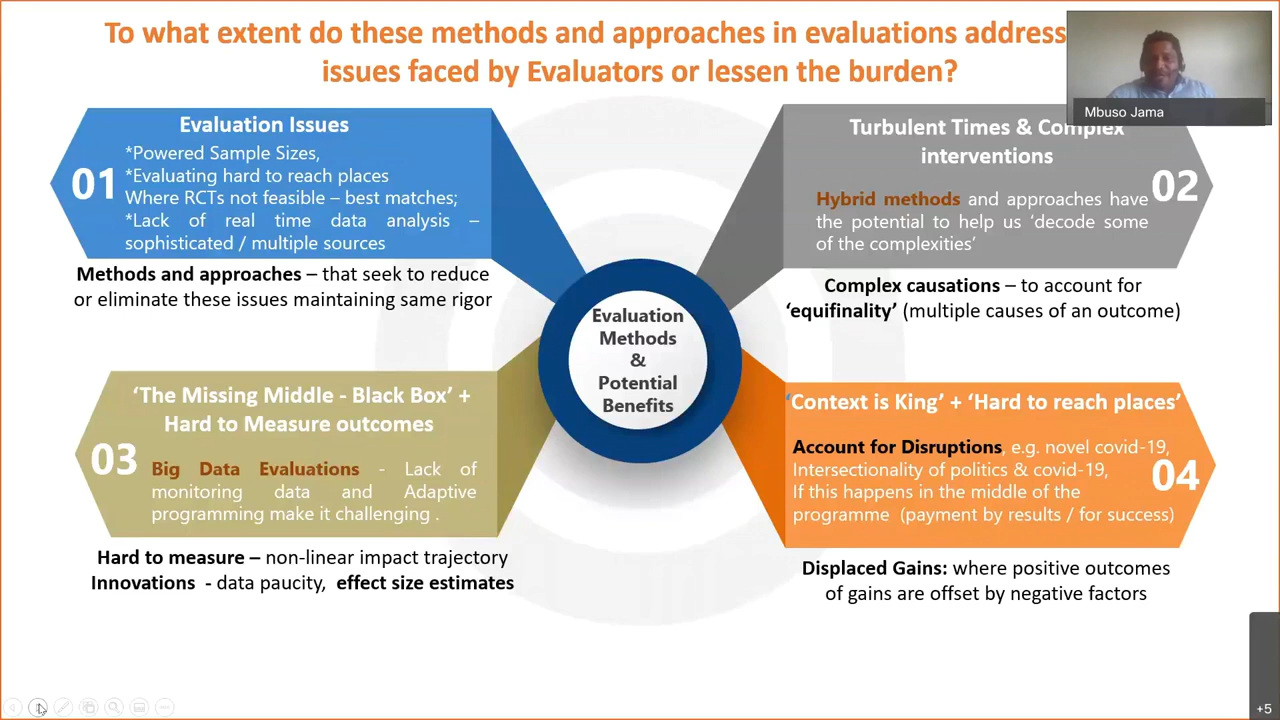 To what extent do these methods and approaches in evaluations address
issues faced by Evaluators or lessen the burden?
Mbuso Jama
Evaluation Issues
*Powered Sample Sizes,
*Evaluating hard to reach places
Where RCTs not feasible – best matches;
*Lack of real time data analysis –
sophisticated / multiple sources
01
Methods and approaches – that seek to reduce
or eliminate these issues maintaining same rigor
Turbulent Times & Complex
interventions
02
Hybrid methods and approaches have
the potential to help us ‘decode some
of the complexities’
Complex causations – to account for
‘equifinality’ (multiple causes of an outcome)
Evaluation
Methods
&
Potential
Benefits
‘The Missing Middle - Black Box’ +
Hard to Measure outcomes
03
Big Data Evaluations - Lack of
monitoring data and Adaptive
programming make it challenging .
Hard to measure – non-linear impact trajectory
Innovations - data paucity, effect size estimates
‘Context is King’ + ‘Hard to reach places’
Account for Disruptions, e.g. novel covid-19,
Intersectionality of politics & covid-19,
If this happens in the middle of the
programme (payment by results / for success)
04
Displaced Gains: where positive outcomes
of gains are offset by negative factors
+5